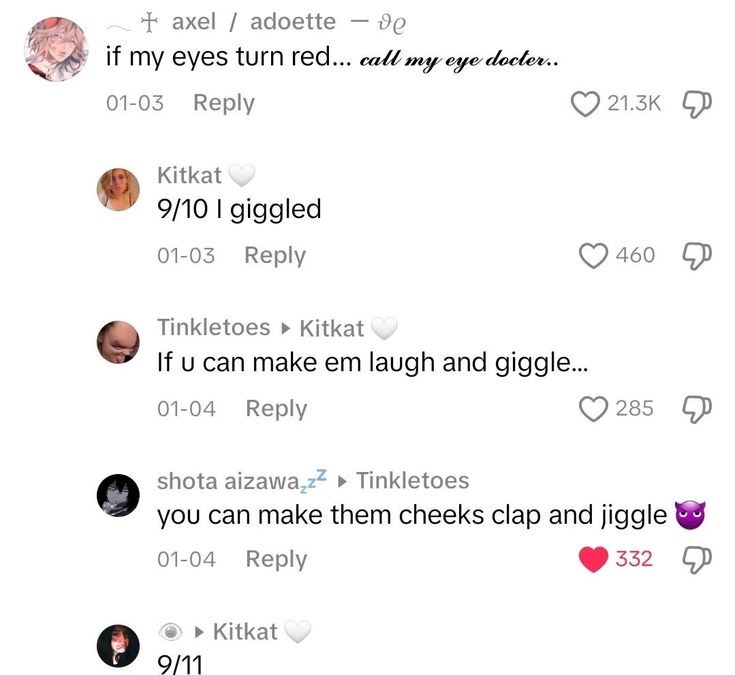 𓂃 ☥ axel / adoette — ϑϱ
if my eyes turn red... 𝓬𝓪𝓵𝓵 𝓶𝔂 𝓮𝔂𝓮 𝓭𝓸𝓬𝓽𝓮𝓻..
01-03 Reply 21.3K
Kitkat 🤍
9/10 I giggled
01-03 Reply 460
Tinkletoes ▸ Kitkat 🤍
If u can make em laugh and giggle...
01-04 Reply 285
shota aizawa💤 ▸ Tinkletoes
you can make them cheeks clap and jiggle 😈
01-04 Reply 332
👁 ▸ Kitkat 🤍
9/11